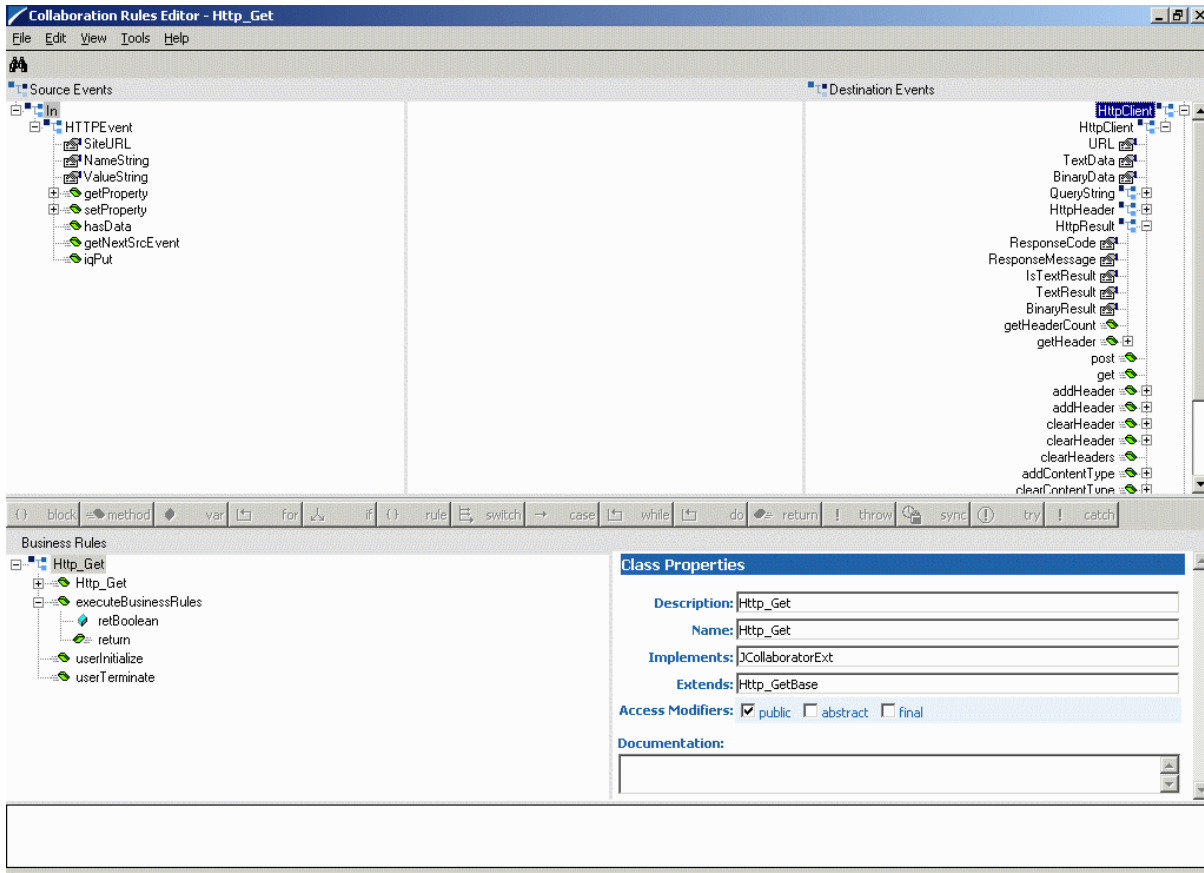 Collaboration Rules Editor - Http_Get
File Edit View Tools Help
Source Events
In
HTTPEvent
SiteURL
NameString
ValueString
getProperty
setProperty
hasData
getNextSrcEvent
iqPut
Destination Events
HttpClient
HttpClient
URL
TextData
BinaryData
QueryString
HttpHeader
HttpResult
ResponseCode
ResponseMessage
IsTextResult
TextResult
BinaryResult
getHeaderCount
getHeader
post
get
addHeader
addHeader
clearHeader
clearHeader
clearHeaders
addContentType
clearContentType
block method var for if rule switch case while do return throw sync try catch
Business Rules
Http_Get
Http_Get
executeBusinessRules
retBoolean
return
userInitialize
userTerminate
Class Properties
Description: Http_Get
Name: Http_Get
Implements: JCollaboratorExt
Extends: Http_GetBase
Access Modifiers: public abstract final
Documentation: